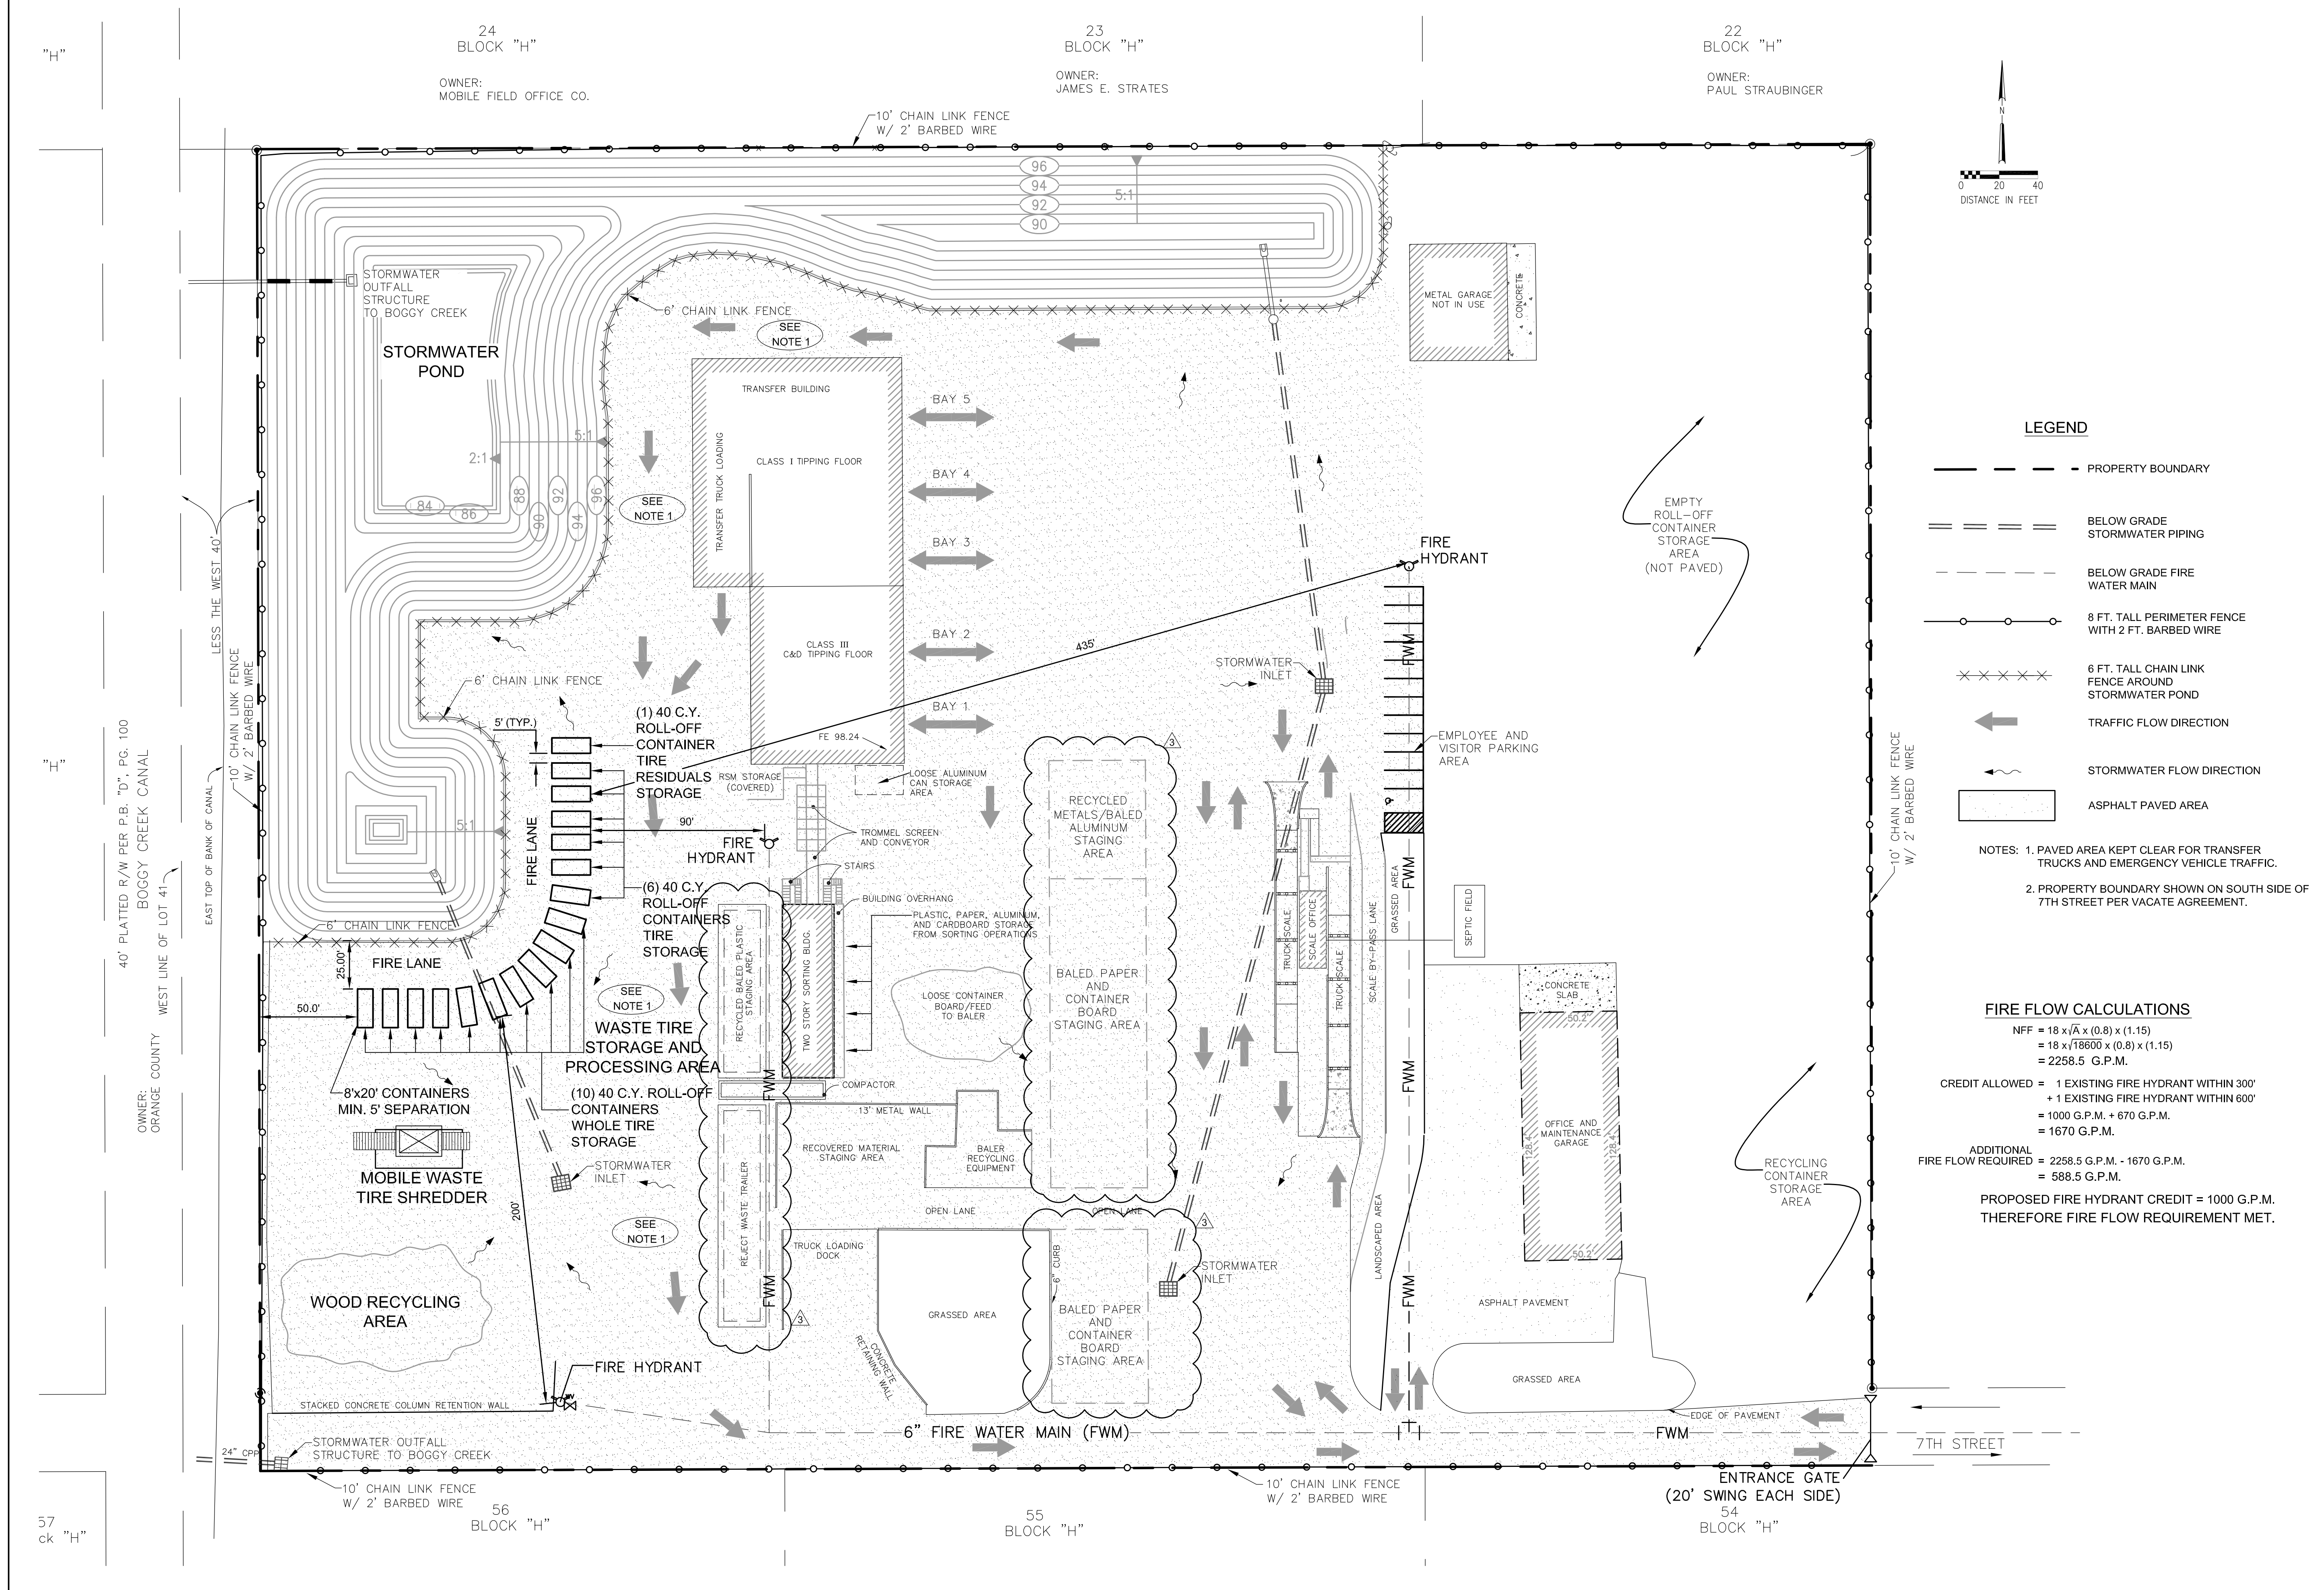 24
BLOCK "H"
23
BLOCK "H"
22
BLOCK "H"
"H"
OWNER:
MOBILE FIELD OFFICE CO.
OWNER:
JAMES E. STRATES
OWNER:
PAUL STRAUBINGER
10' CHAIN LINK FENCE
W/ 2' BARBED WIRE
N
0 20 40
DISTANCE IN FEET
96
94
92
90
5:1
STORMWATER
OUTFALL
STRUCTURE
TO BOGGY CREEK
STORMWATER
POND
6' CHAIN LINK FENCE
SEE
NOTE 1
METAL GARAGE
NOT IN USE
CONCRETE
TRANSFER BUILDING
TRANSFER TRUCK LOADING
CLASS I TIPPING FLOOR
BAY 5
BAY 4
BAY 3
BAY 2
BAY 1
5:1
2:1
84
86
88
90
92
94
96
SEE
NOTE 1
CLASS III
C&D TIPPING FLOOR
FE 98.24
EMPTY
ROLL-OFF
CONTAINER
STORAGE
AREA
(NOT PAVED)
FIRE
HYDRANT
435'
FWM
STORMWATER
INLET
EMPLOYEE AND
VISITOR PARKING
AREA
LESS THE WEST 40'
10' CHAIN LINK FENCE
W/ 2' BARBED WIRE
"H"
40' PLATTED R/W PER P.B. "D", PG. 100
BOGGY CREEK CANAL
OWNER:
ORANGE COUNTY
WEST LINE OF LOT 41
EAST TOP OF BANK OF CANAL
6' CHAIN LINK FENCE
5' (TYP.)
(1) 40 C.Y.
ROLL-OFF
CONTAINER
TIRE
RESIDUALS
STORAGE
RSM STORAGE
(COVERED)
LOOSE ALUMINUM
CAN STORAGE
AREA
5:1
FIRE LANE
90'
FIRE
HYDRANT
TROMMEL SCREEN
AND CONVEYOR
STAIRS
(6) 40 C.Y.
ROLL-OFF
CONTAINERS
TIRE
STORAGE
BUILDING OVERHANG
PLASTIC, PAPER, ALUMINUM,
AND CARDBOARD STORAGE
FROM SORTING OPERATIONS
RECYCLED BALED PLASTIC
STAGING AREA
TWO STORY SORTING BLDG.
RECYCLED
METALS/BALED
ALUMINUM
STAGING
AREA
3
BALED PAPER
AND
CONTAINER
BOARD
STAGING AREA
LOOSE CONTAINER
BOARD/FEED
TO BALER
TRUCK SCALE
SCALE OFFICE
TRUCK SCALE
SCALE BY-PASS LANE
GRASSED AREA
FWM
SEPTIC FIELD
6' CHAIN LINK FENCE
FIRE LANE
25.00'
50.0'
SEE
NOTE 1
WASTE TIRE
STORAGE AND
PROCESSING AREA
8'x20' CONTAINERS
MIN. 5' SEPARATION
(10) 40 C.Y. ROLL-OFF
CONTAINERS
WHOLE TIRE
STORAGE
FWM
COMPACTOR
13' METAL WALL
RECOVERED MATERIAL
STAGING AREA
BALER
RECYCLING
EQUIPMENT
OPEN LANE
OPEN LANE
MOBILE WASTE
TIRE SHREDDER
STORMWATER
INLET
200'
SEE
NOTE 1
REJECT WASTE TRAILER
FWM
3
TRUCK LOADING
DOCK
GRASSED AREA
CONCRETE
RETAINING WALL
6" CURB
3
BALED PAPER
AND
CONTAINER
BOARD
STAGING AREA
STORMWATER
INLET
LANDSCAPED AREA
FWM
FWM
CONCRETE
SLAB
50.2'
OFFICE AND
MAINTENANCE
GARAGE
128.4'
128.4'
50.2'
ASPHALT PAVEMENT
GRASSED AREA
RECYCLING
CONTAINER
STORAGE
AREA
10' CHAIN LINK FENCE
W/ 2' BARBED WIRE
WOOD RECYCLING
AREA
FIRE HYDRANT
STACKED CONCRETE COLUMN RETENTION WALL
24" CPP
STORMWATER OUTFALL
STRUCTURE TO BOGGY CREEK
6" FIRE WATER MAIN (FWM)
FWM
EDGE OF PAVEMENT
7TH STREET
ENTRANCE GATE
(20' SWING EACH SIDE)
10' CHAIN LINK FENCE
W/ 2' BARBED WIRE
10' CHAIN LINK FENCE
W/ 2' BARBED WIRE
57
ck "H"
56
BLOCK "H"
55
BLOCK "H"
54
BLOCK "H"
LEGEND
PROPERTY BOUNDARY
BELOW GRADE
STORMWATER PIPING
BELOW GRADE FIRE
WATER MAIN
8 FT. TALL PERIMETER FENCE
WITH 2 FT. BARBED WIRE
6 FT. TALL CHAIN LINK
FENCE AROUND
STORMWATER POND
TRAFFIC FLOW DIRECTION
STORMWATER FLOW DIRECTION
ASPHALT PAVED AREA
NOTES: 1. PAVED AREA KEPT CLEAR FOR TRANSFER
TRUCKS AND EMERGENCY VEHICLE TRAFFIC.
2. PROPERTY BOUNDARY SHOWN ON SOUTH SIDE OF
7TH STREET PER VACATE AGREEMENT.
FIRE FLOW CALCULATIONS
NFF = 18 x√A x (0.8) x (1.15)
= 18 x√18600 x (0.8) x (1.15)
= 2258.5 G.P.M.
CREDIT ALLOWED = 1 EXISTING FIRE HYDRANT WITHIN 300'
+ 1 EXISTING FIRE HYDRANT WITHIN 600'
= 1000 G.P.M. + 670 G.P.M.
= 1670 G.P.M.
ADDITIONAL
FIRE FLOW REQUIRED = 2258.5 G.P.M. - 1670 G.P.M.
= 588.5 G.P.M.
PROPOSED FIRE HYDRANT CREDIT = 1000 G.P.M.
THEREFORE FIRE FLOW REQUIREMENT MET.